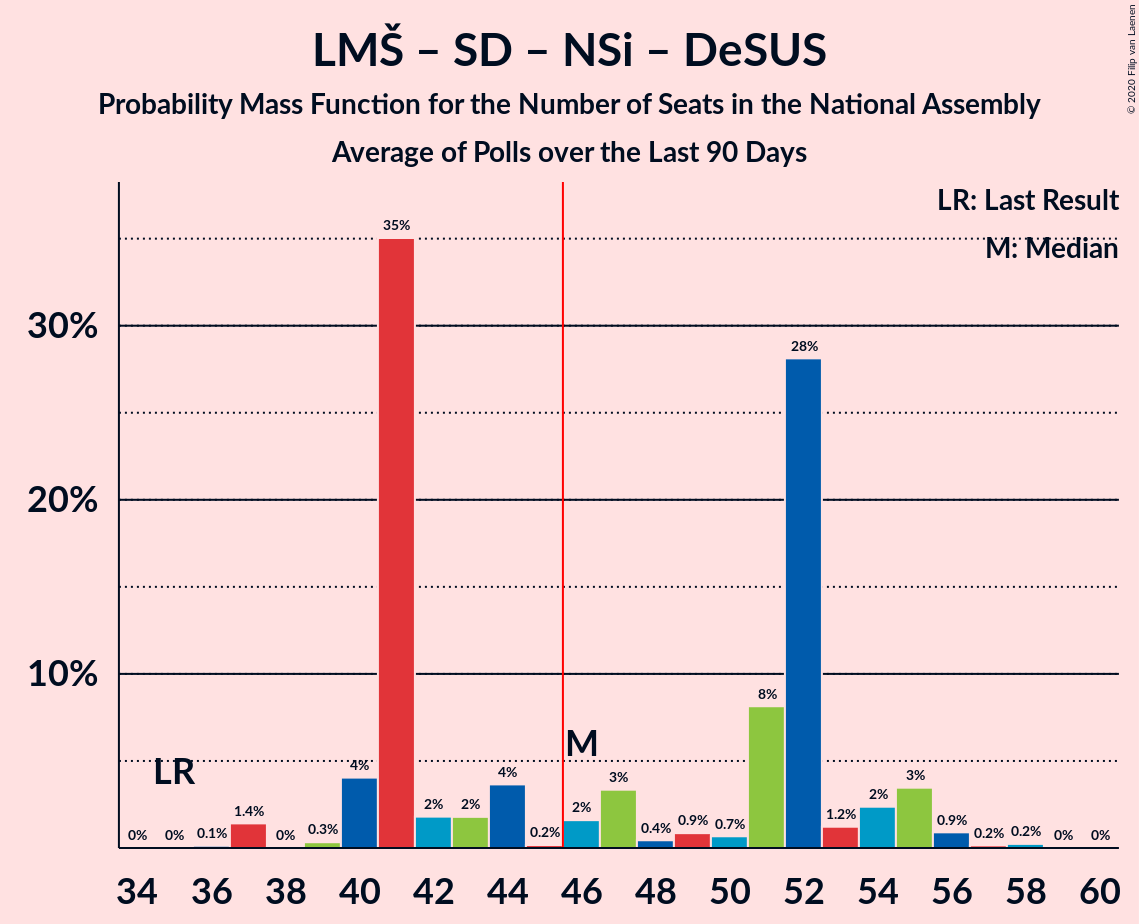 LMŠ – SD – NSi – DeSUS
Probability Mass Function for the Number of Seats in the National Assembly
Average of Polls over the Last 90 Days
© 2020 Filip van Laenen
LR: Last Result
M: Median
30%
20%
10%
LR
M
0% 0% 0.1% 1.4% 0% 0.3% 4% 35% 2% 2% 4% 0.2% 2% 3% 0.4% 0.9% 0.7% 8% 28% 1.2% 2% 3% 0.9% 0.2% 0.2% 0% 0%
34 36 38 40 42 44 46 48 50 52 54 56 58 60